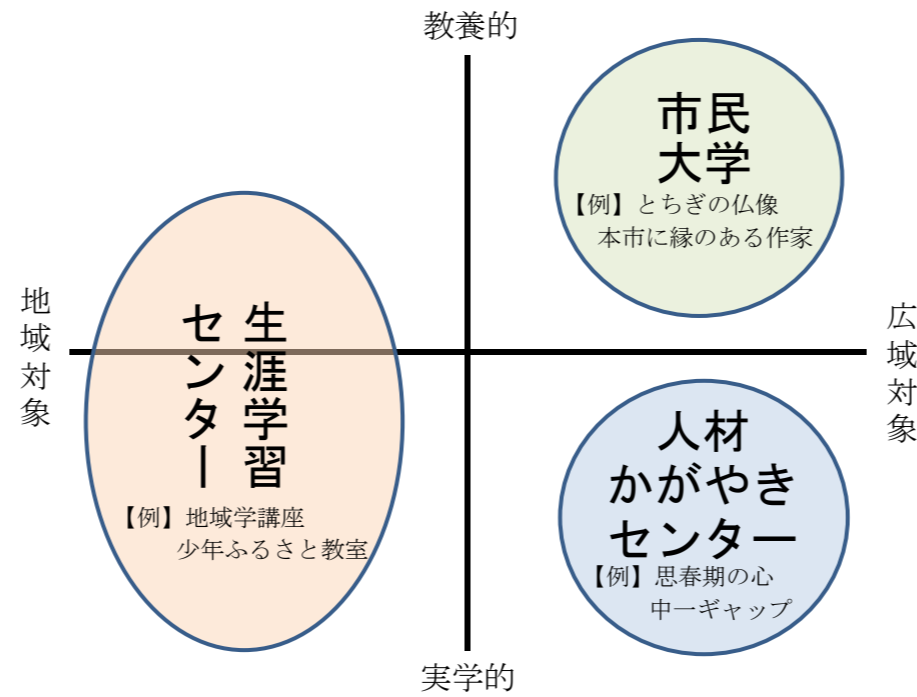 教養的
市民
大学
【例】とちぎの仏像
本市に縁のある作家
地域対象
生涯学習
センター
【例】地域学講座
少年ふるさと教室
広域対象
人材
かがやき
センター
【例】思春期の心
中一ギャップ
実学的